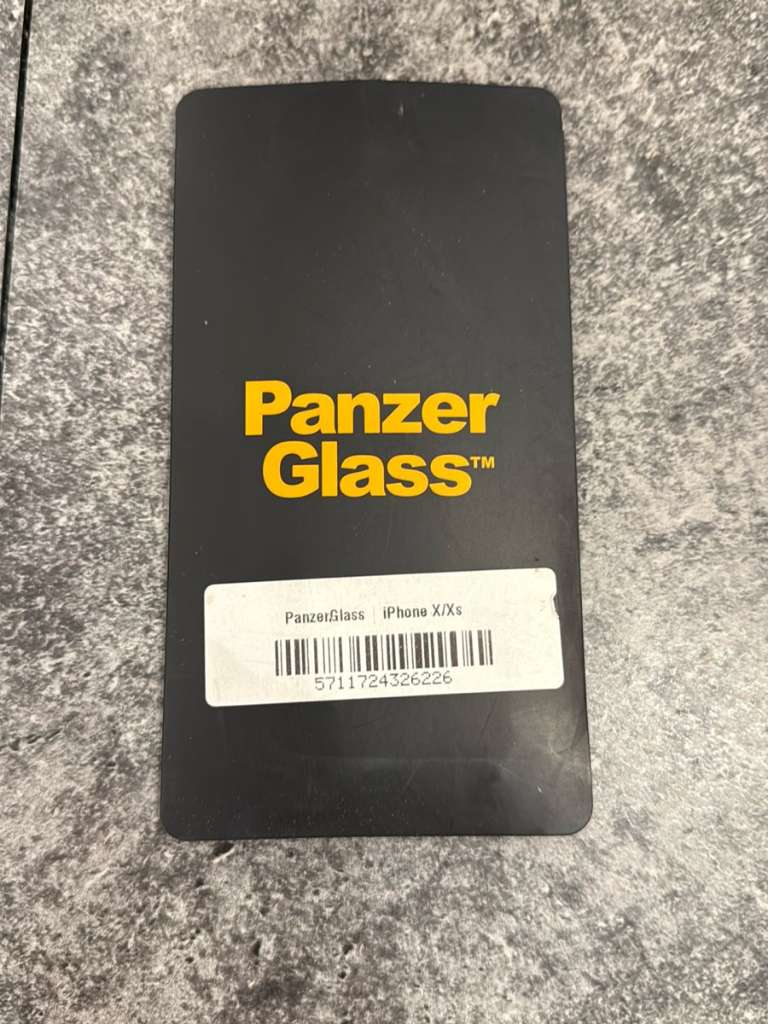 Panzer
Glass™
PanzerGlass | iPhone X/Xs
5711724326226